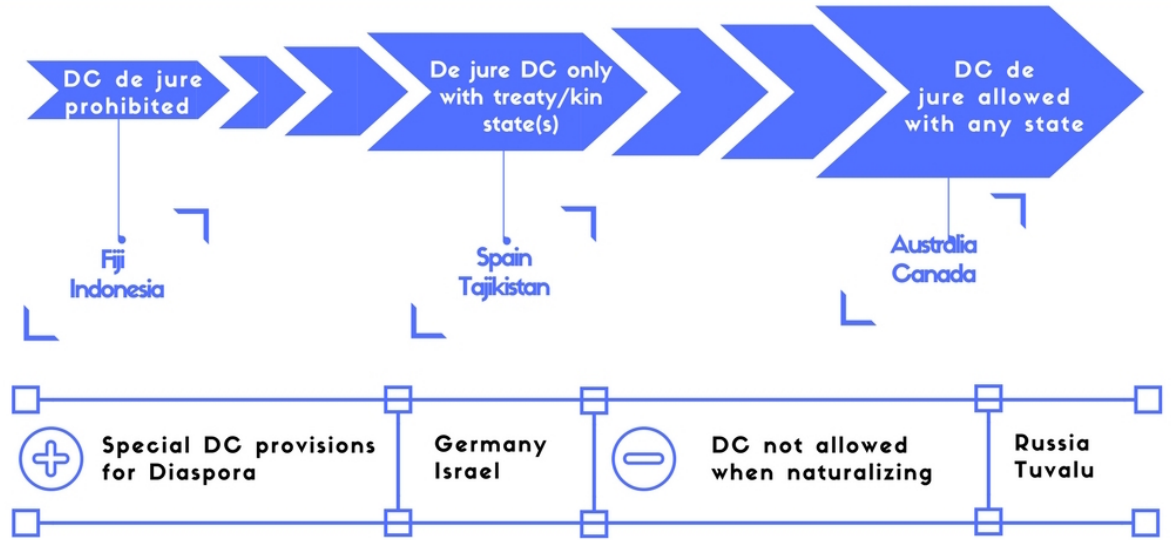 DC de jure
prohibited
De jure DC only
with treaty/kin
state(s)
DC de
jure allowed
with any state
Fiji
Indonesia
Spain
Tajikistan
Australia
Canada
Special DC provisions
for Diaspora
Germany
Israel
DC not allowed
when naturalizing
Russia
Tuvalu